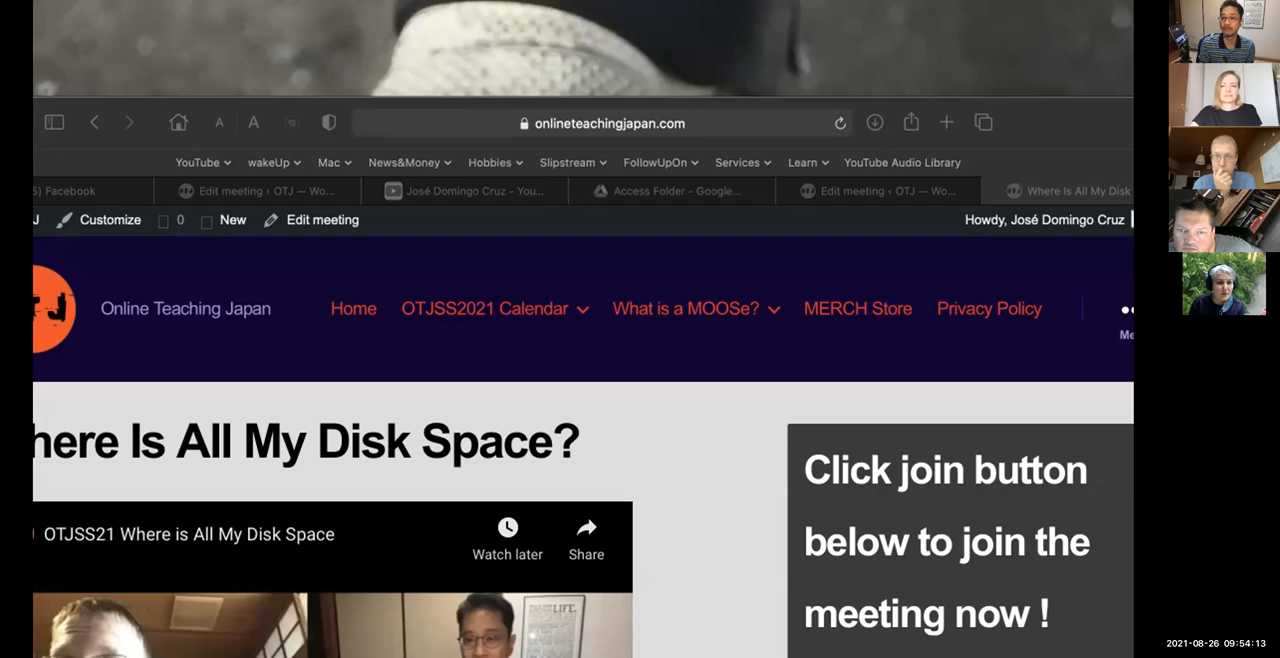 A A
onlineteachingjapan.com
YouTube wakeUp Mac News&Money Hobbies Slipstream FollowUpOn Services Learn YouTube Audio Library
5) Facebook
Edit meeting ‹ OTJ — Wo...
José Domingo Cruz - You...
Access Folder - Google...
Edit meeting ‹ OTJ — Wo...
Where Is All My Disk
J Customize 0 New Edit meeting Howdy, José Domingo Cruz
TJ
Online Teaching Japan
Home OTJSS2021 Calendar What is a MOOSe? MERCH Store Privacy Policy
Me
here Is All My Disk Space?
Click join button
below to join the
meeting now !
OTJSS21 Where is All My Disk Space
Watch later Share
LIFE
2021-08-26 09:54:13